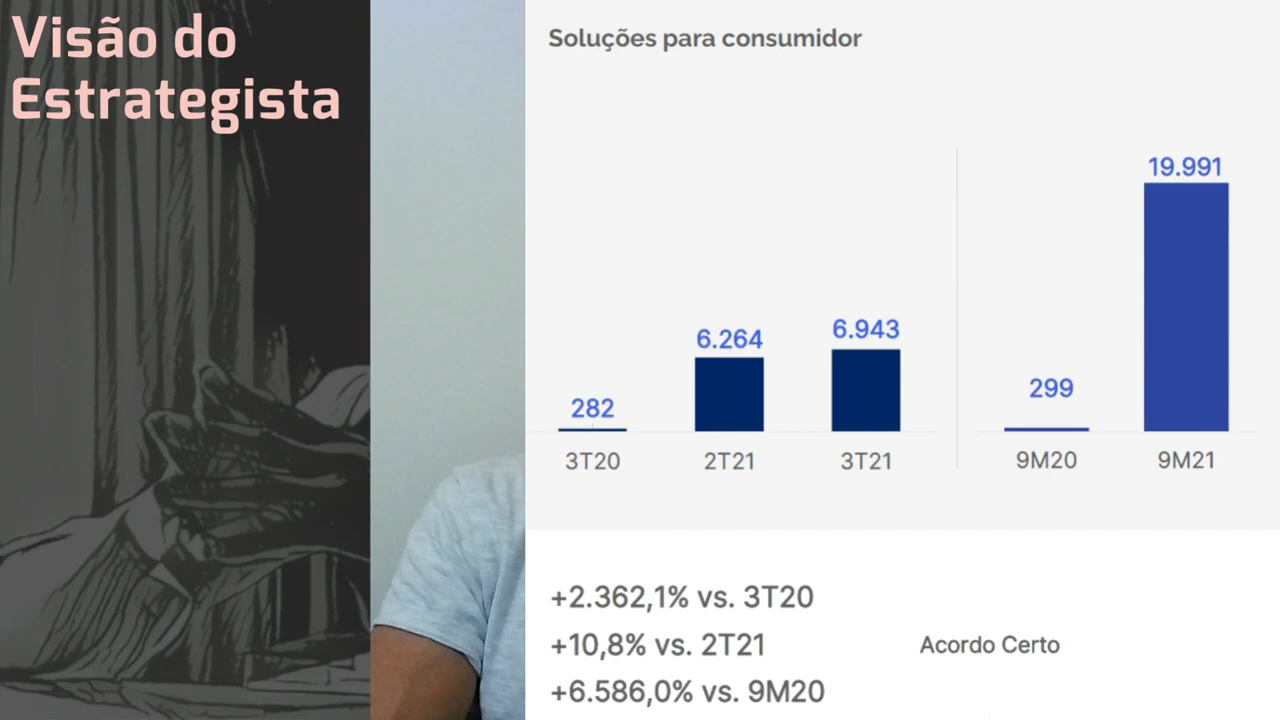 Visão do
Estrategista
Soluções para consumidor
19.991
6.943
6.264
299
282
3T20
2T21
3T21
9M20
9M21
+2.362,1% vs. 3T20
+10,8% vs. 2T21
Acordo Certo
+6.586,0% vs. 9M20